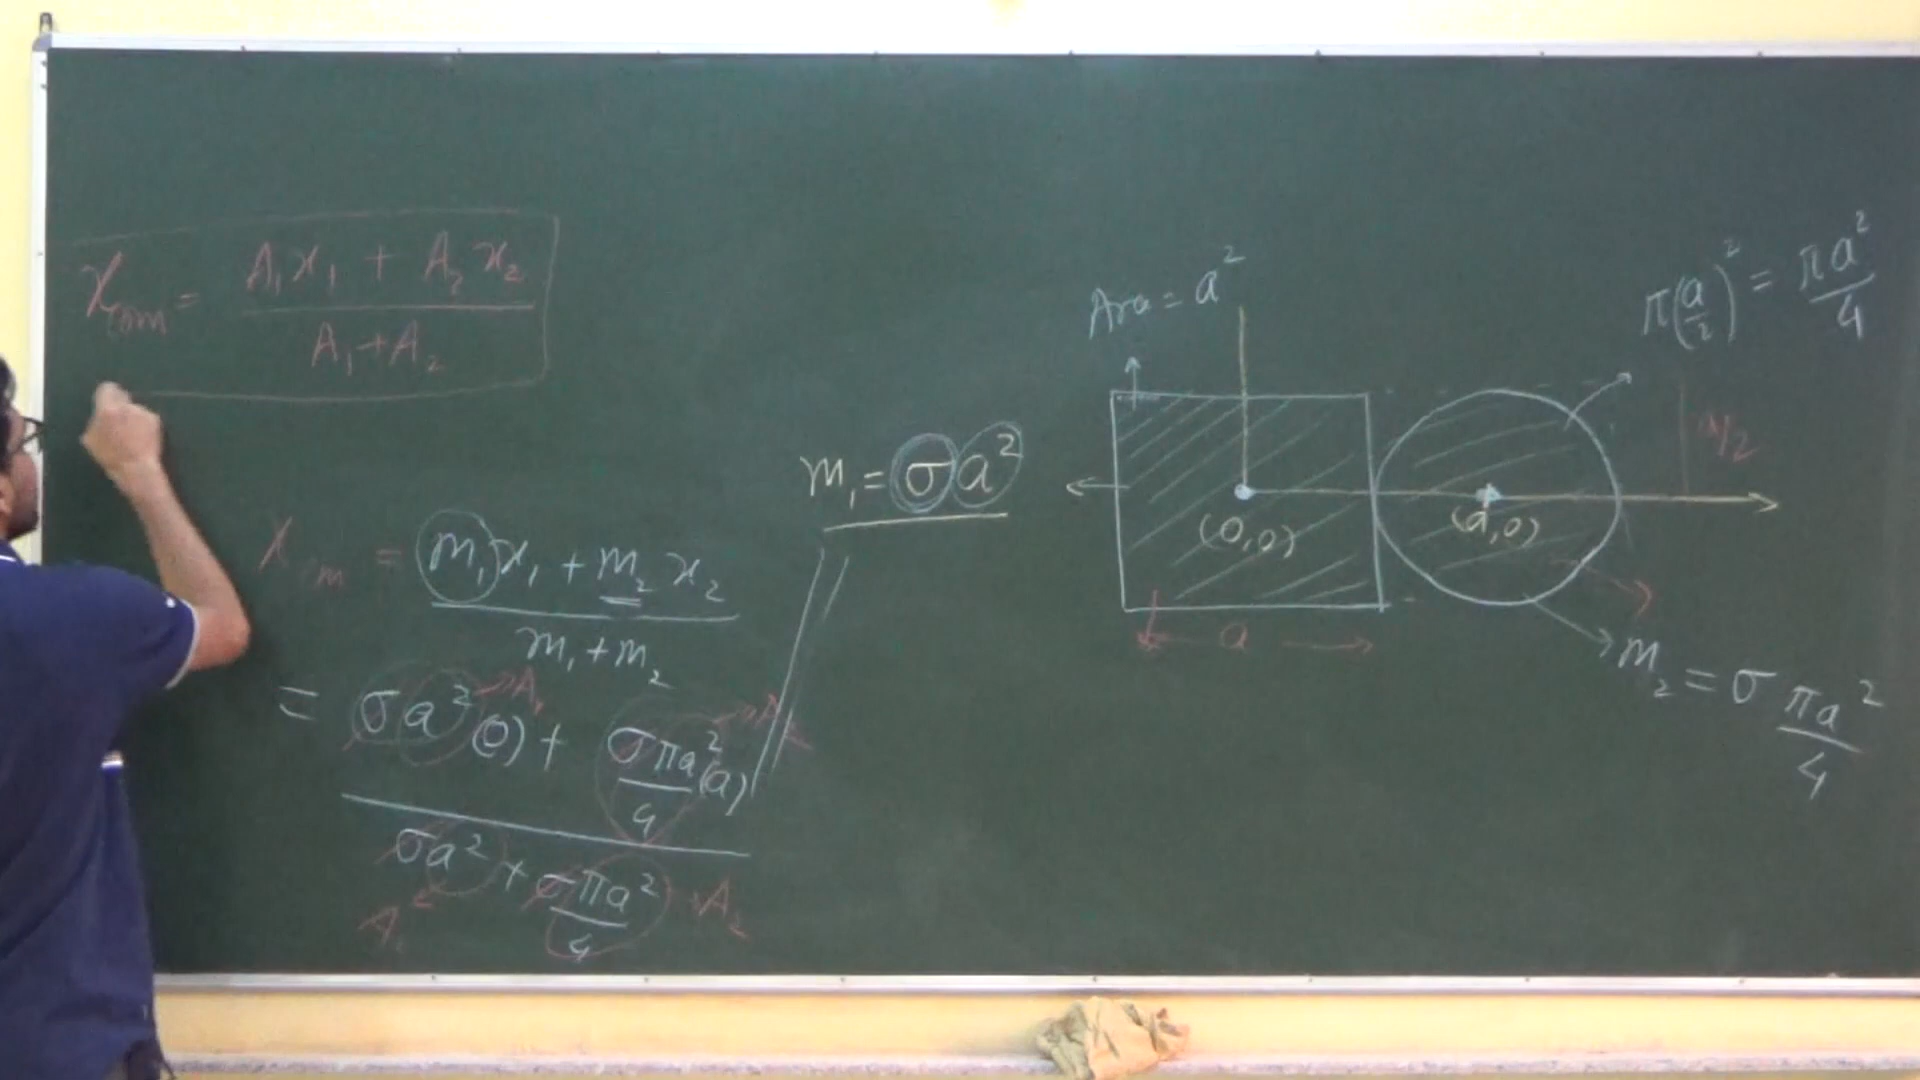 x_cm = (A₁x₁ + A₂x₂) / (A₁+A₂)
x_cm = (m₁x₁ + m₂x₂) / (m₁+m₂)
= (σa²(0) + (σπa²/4)(a)) / (σa² + σπa²/4)
A₁
A₁
A₂
m₁ = σa²
Area = a²
π(a/2)² = πa²/4
a/2
(0,0)
(a,0)
a
m₂ = σ πa²/4